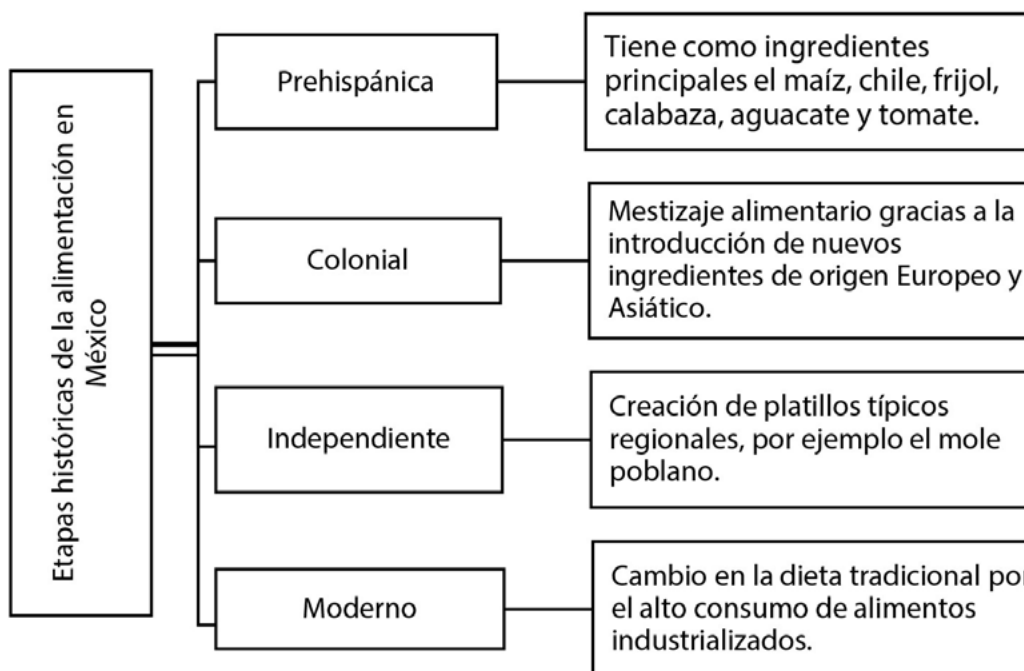 Etapas históricas de la alimentación en
México
Prehispánica
Tiene como ingredientes
principales el maíz, chile, frijol,
calabaza, aguacate y tomate.
Colonial
Mestizaje alimentario gracias a la
introducción de nuevos
ingredientes de origen Europeo y
Asiático.
Independiente
Creación de platillos típicos
regionales, por ejemplo el mole
poblano.
Moderno
Cambio en la dieta tradicional por
el alto consumo de alimentos
industrializados.